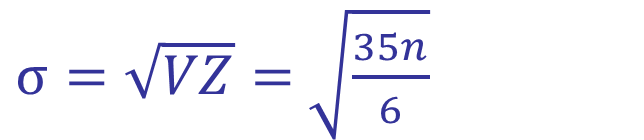 σ = √VZ = √(35n/6)